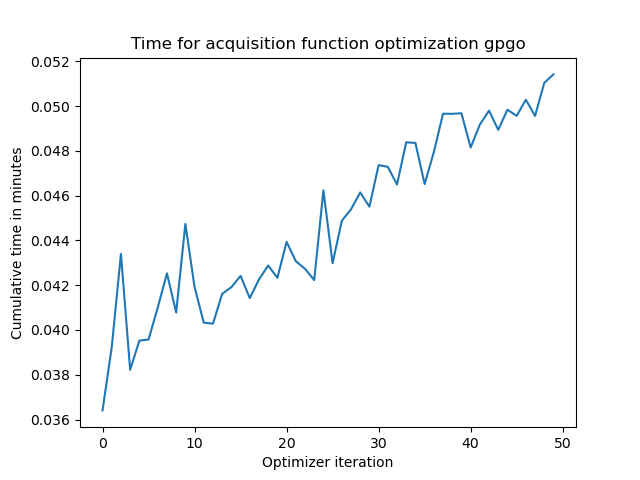 Time for acquisition function optimization gpgo
0.052
0.050
0.048
0.046
0.044
0.042
0.040
0.038
0.036
Cumulative time in minutes
0 10 20 30 40 50
Optimizer iteration